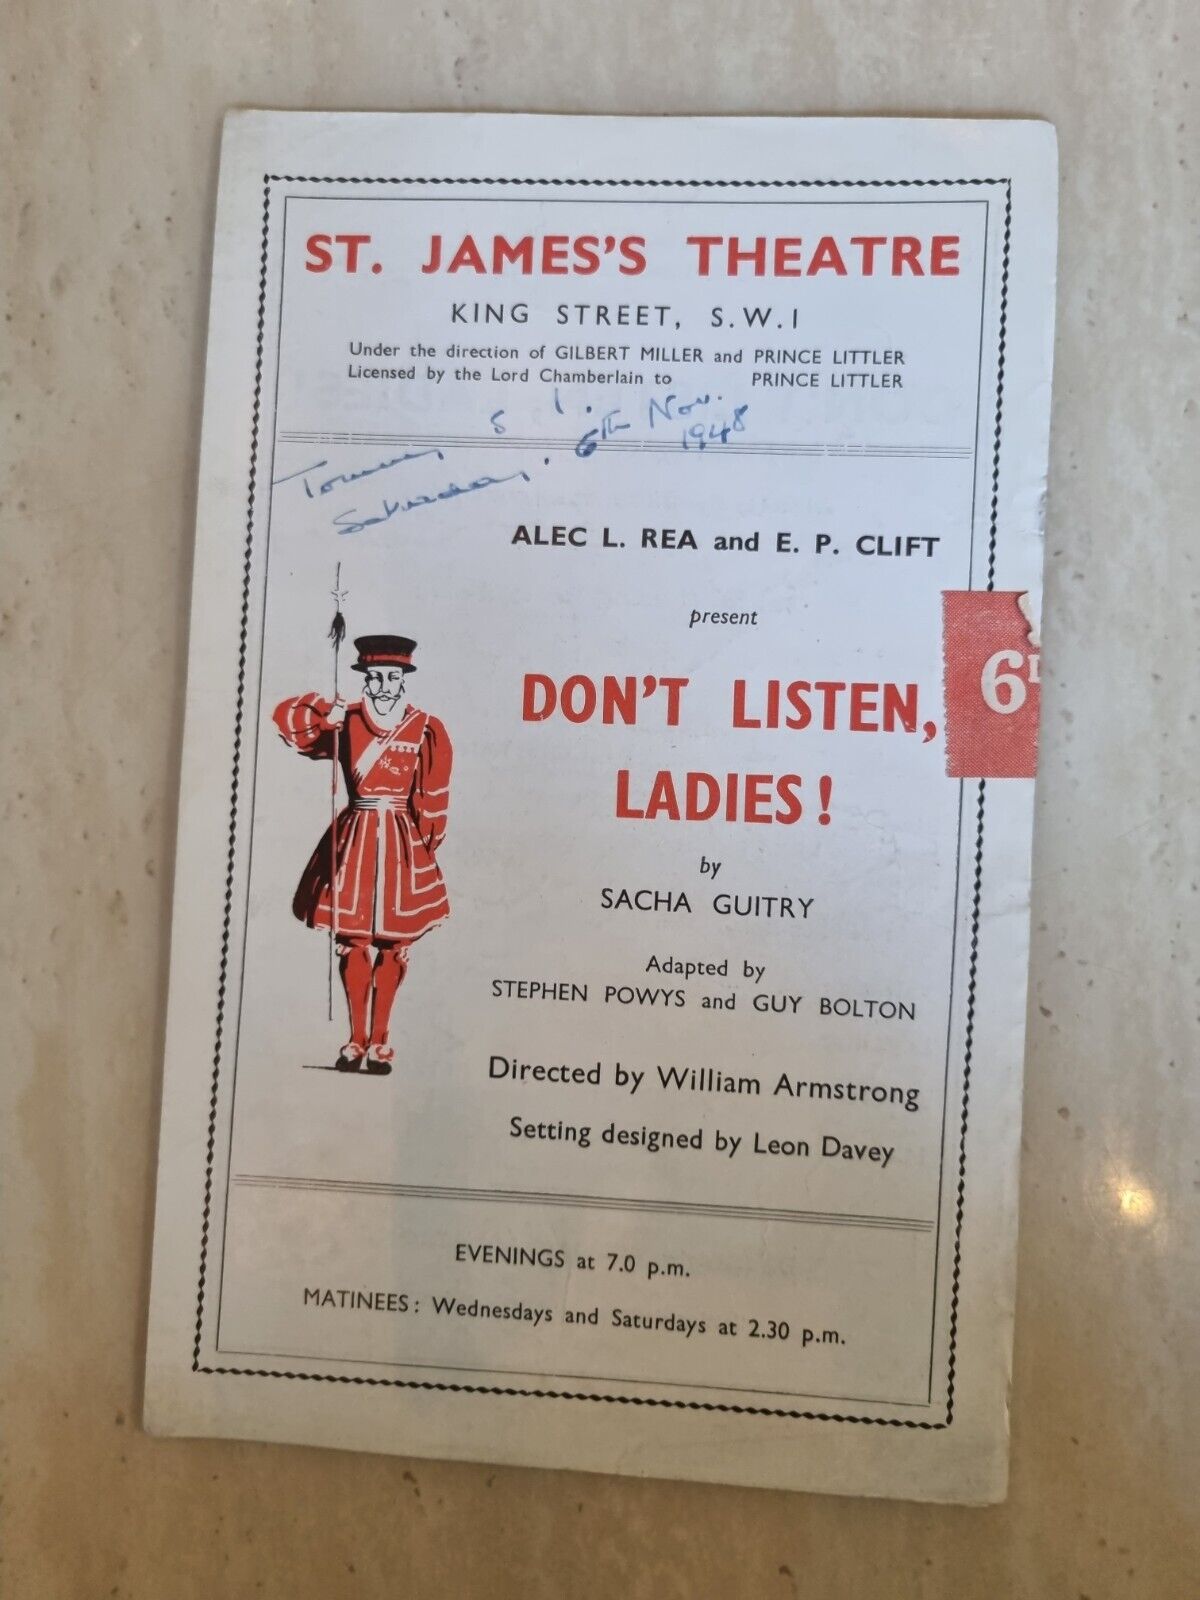 ST. JAMES'S THEATRE
KING STREET, S.W.1
Under the direction of GILBERT MILLER and PRINCE LITTLER
Licensed by the Lord Chamberlain to PRINCE LITTLER
Tommy S I.
Saturday. 6th Nov. 1948
ALEC L. REA and E. P. CLIFT
present
DON'T LISTEN,
LADIES!
6D
by
SACHA GUITRY
Adapted by
STEPHEN POWYS and GUY BOLTON
Directed by William Armstrong
Setting designed by Leon Davey
EVENINGS at 7.0 p.m.
MATINEES: Wednesdays and Saturdays at 2.30 p.m.